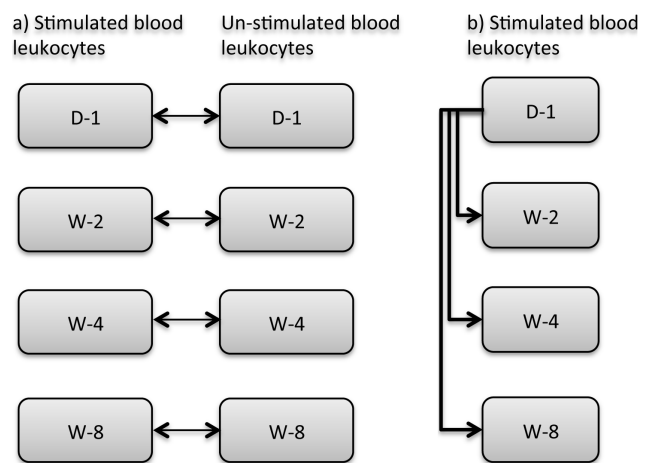 a) Stimulated blood
leukocytes
Un-stimulated blood
leukocytes
b) Stimulated blood
leukocytes
D-1
D-1
D-1
W-2
W-2
W-2
W-4
W-4
W-4
W-8
W-8
W-8